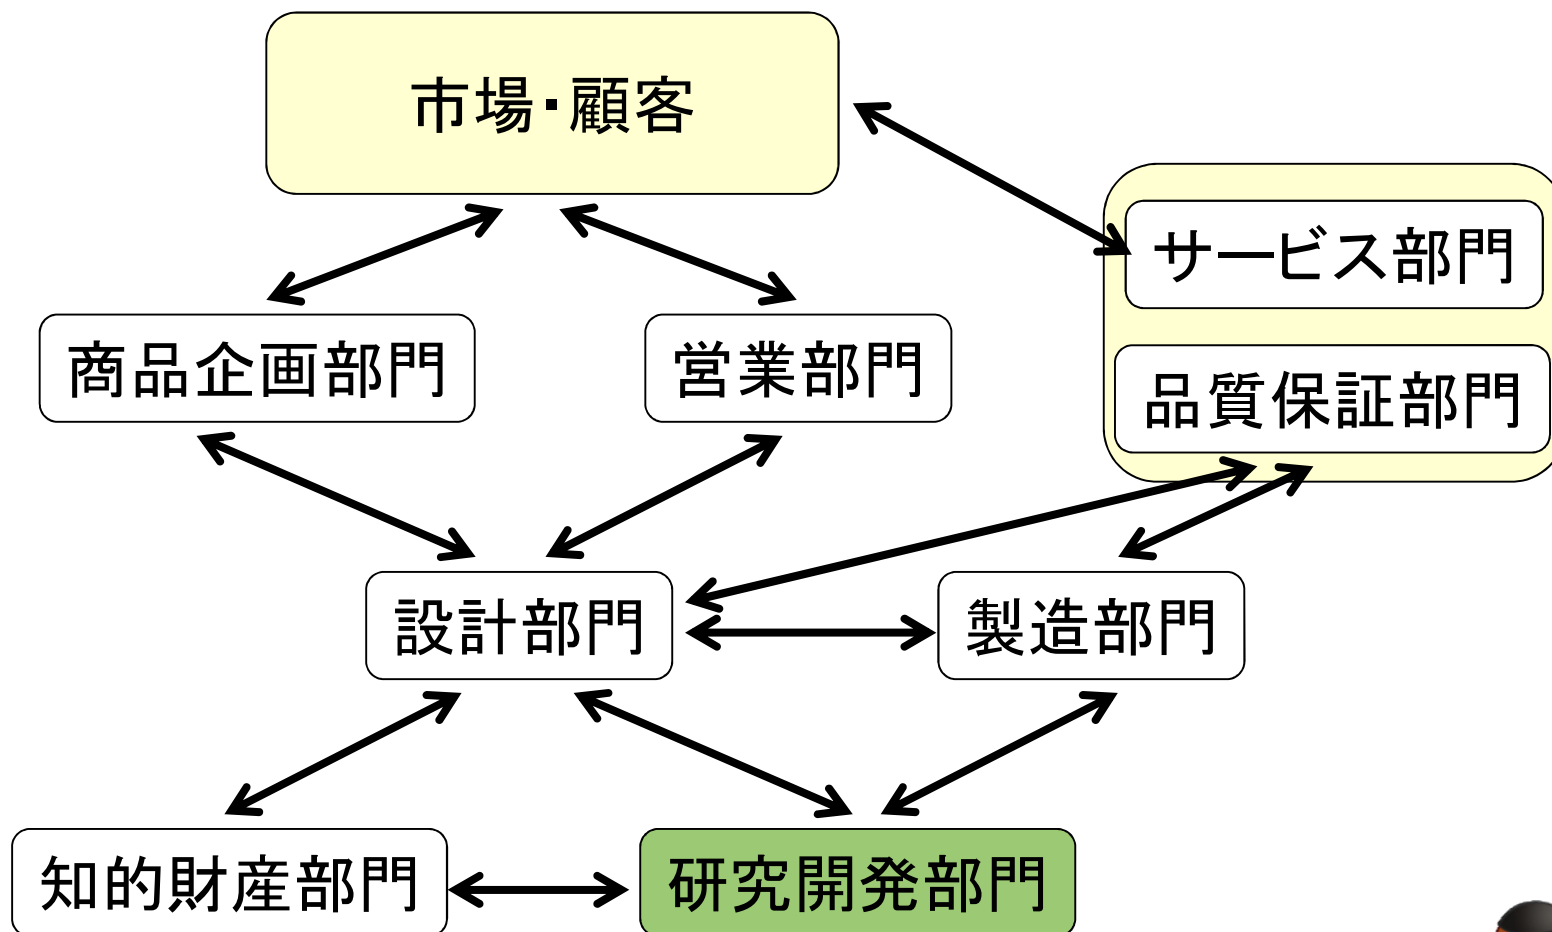 市場・顧客
サービス部門
商品企画部門
営業部門
品質保証部門
設計部門
製造部門
知的財産部門
研究開発部門